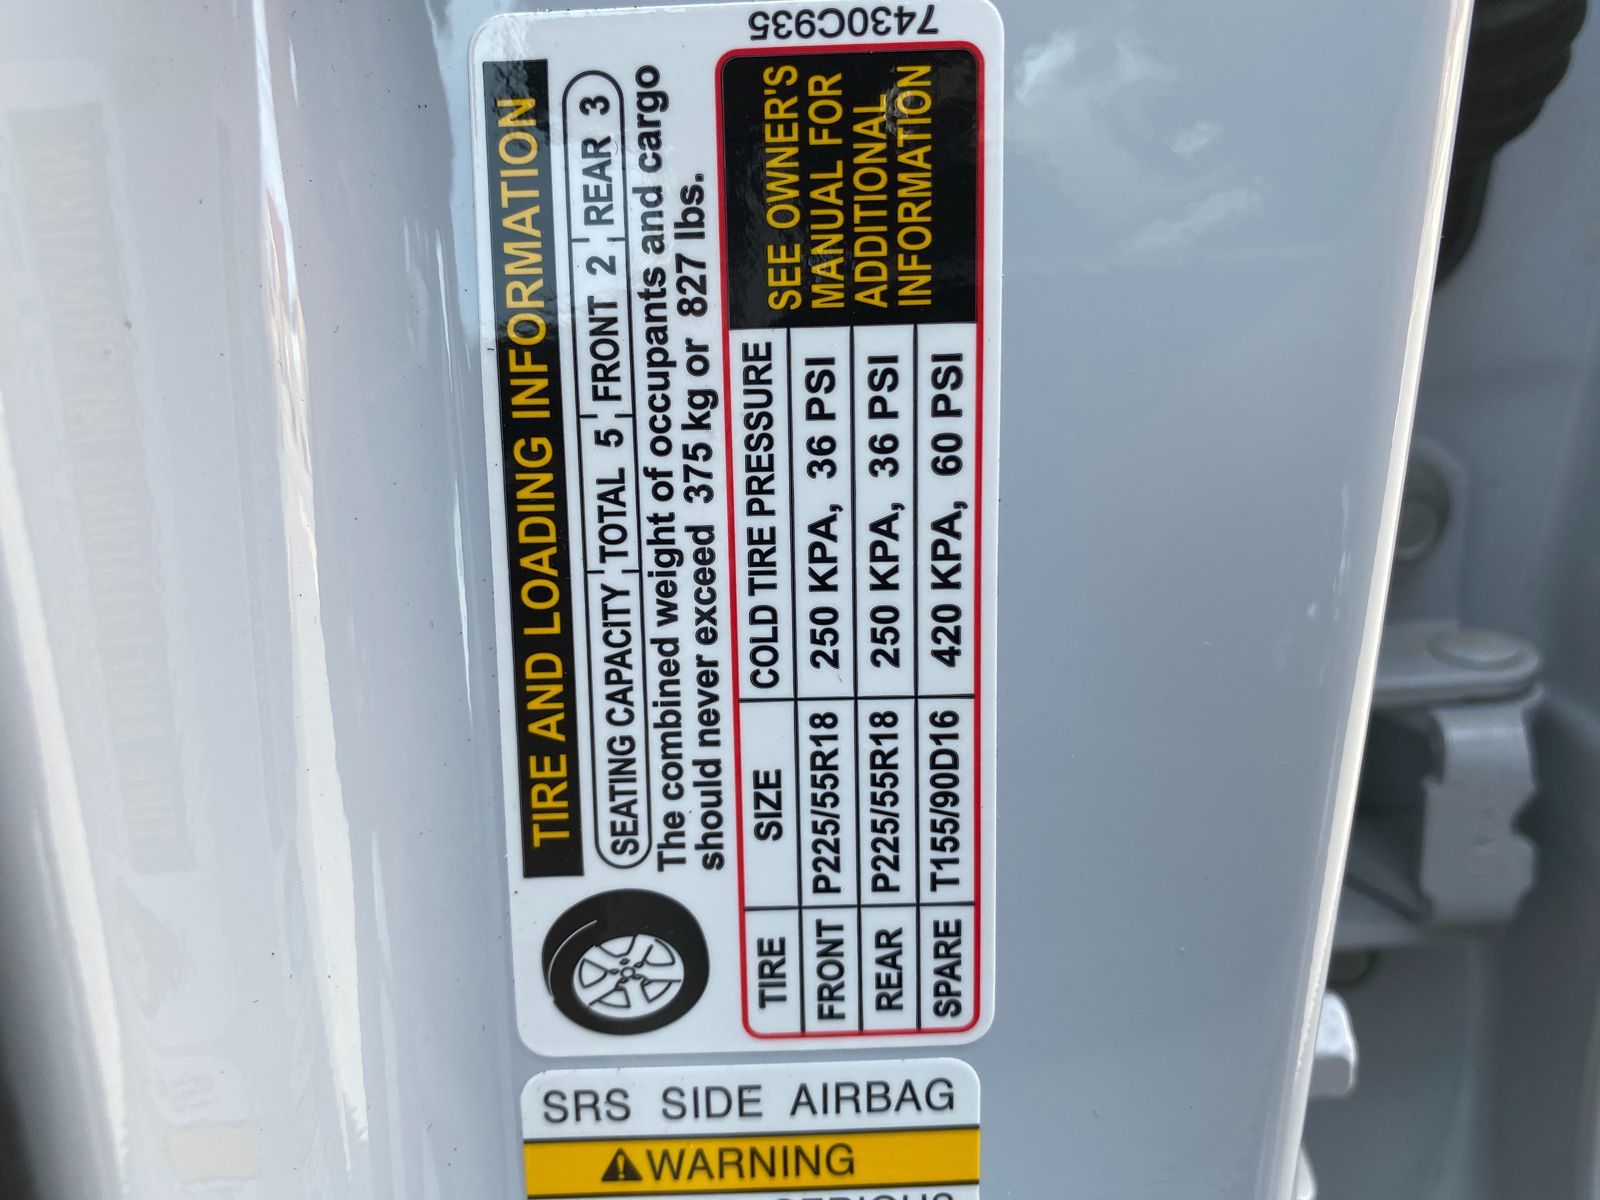 7430C935
TIRE AND LOADING INFORMATION
SEATING CAPACITY TOTAL 5 FRONT 2 REAR 3
The combined weight of occupants and cargo
should never exceed 375 kg or 827 lbs.
TIRE SIZE COLD TIRE PRESSURE
FRONT P225/55R18 250 KPA, 36 PSI
REAR P225/55R18 250 KPA, 36 PSI
SPARE T155/90D16 420 KPA, 60 PSI
SEE OWNER'S
MANUAL FOR
ADDITIONAL
INFORMATION
SRS SIDE AIRBAG
WARNING